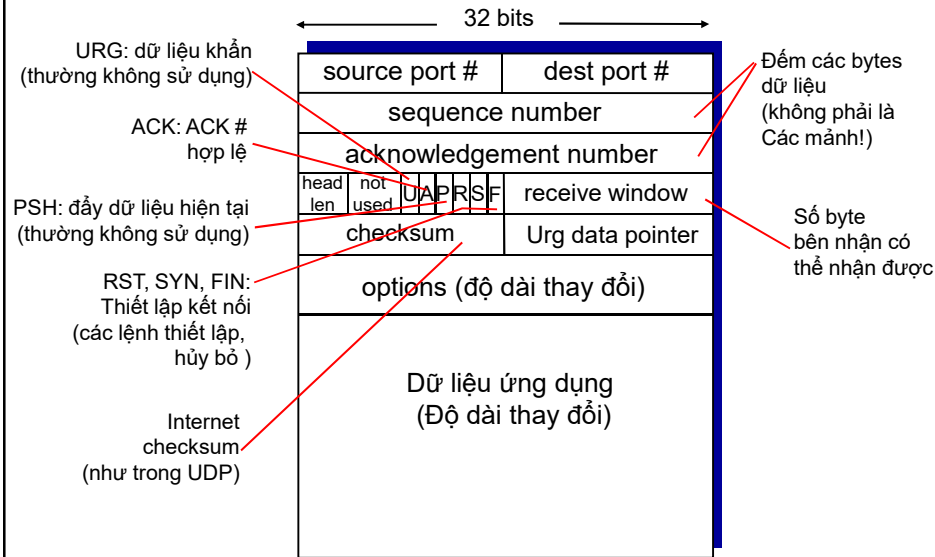 32 bits
URG: dữ liệu khẩn
(thường không sử dụng)
ACK: ACK #
hợp lệ
PSH: đẩy dữ liệu hiện tại
(thường không sử dụng)
RST, SYN, FIN:
Thiết lập kết nối
(các lệnh thiết lập,
hủy bỏ )
Internet
checksum
(như trong UDP)
source port #
dest port #
sequence number
acknowledgement number
head
len
not
used
U
A
P
R
S
F
receive window
checksum
Urg data pointer
options (độ dài thay đổi)
Dữ liệu ứng dụng
(Độ dài thay đổi)
Đếm các bytes
dữ liệu
(không phải là
Các mảnh!)
Số byte
bên nhận có
thể nhận được